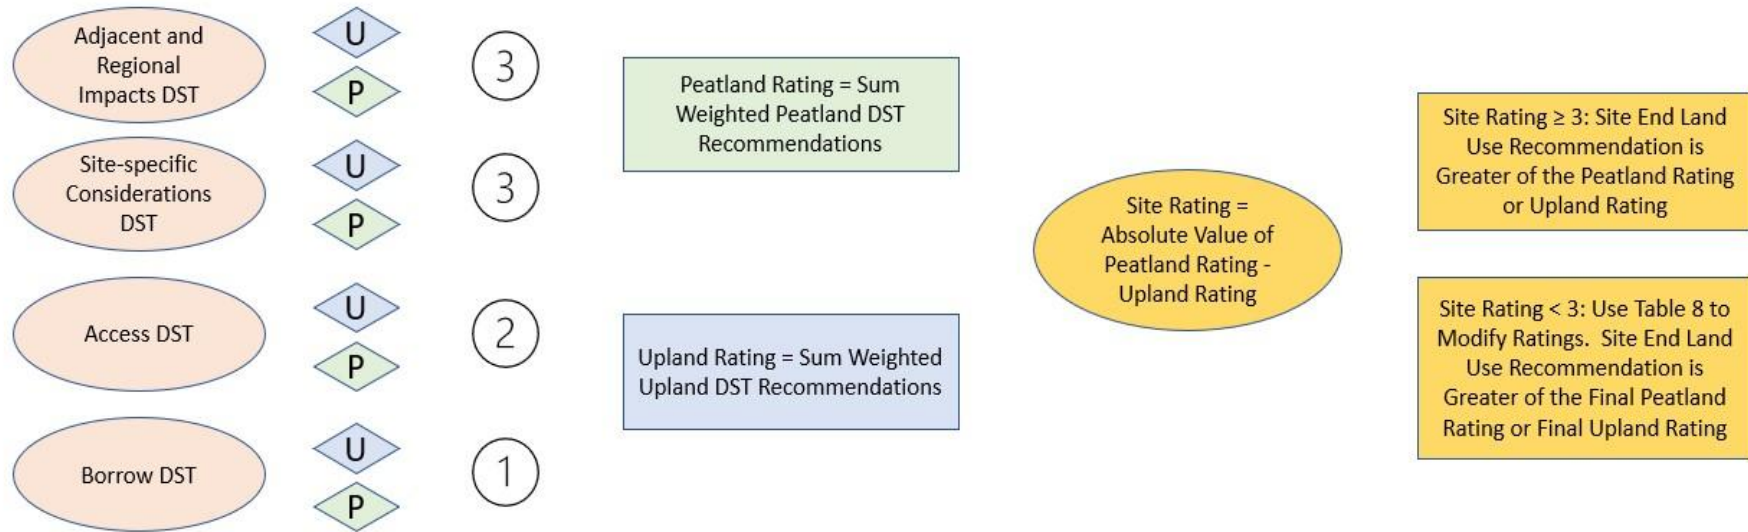 Adjacent and
Regional
Impacts DST
U
P
3
Site-specific
Considerations
DST
U
P
3
Access DST
U
P
2
Borrow DST
U
P
1
Peatland Rating = Sum
Weighted Peatland DST
Recommendations
Upland Rating = Sum Weighted
Upland DST Recommendations
Site Rating =
Absolute Value of
Peatland Rating -
Upland Rating
Site Rating ≥ 3: Site End Land
Use Recommendation is
Greater of the Peatland Rating
or Upland Rating
Site Rating < 3: Use Table 8 to
Modify Ratings.  Site End Land
Use Recommendation is
Greater of the Final Peatland
Rating or Final Upland Rating